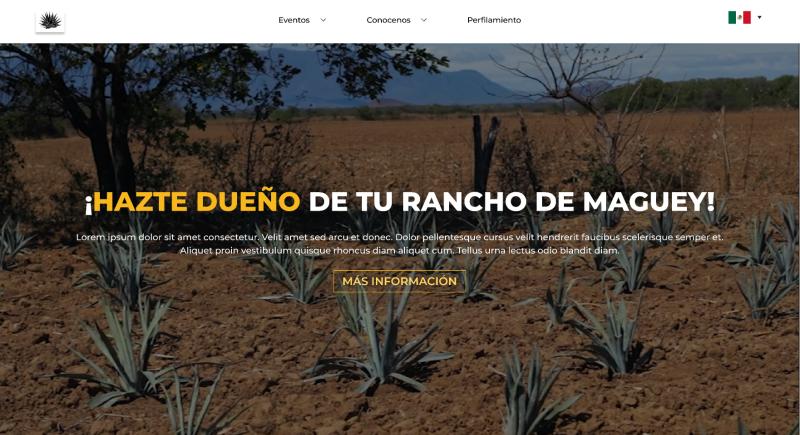 Eventos
Conocenos
Perfilamiento
¡HAZTE DUEÑO DE TU RANCHO DE MAGUEY!
Lorem ipsum dolor sit amet consectetur. Velit amet sed arcu et donec. Dolor pellentesque cursus velit hendrerit faucibus scelerisque semper et.
Aliquet proin vestibulum quisque rhoncus diam aliquet cum. Tellus urna lectus odio blandit diam.
MÁS INFORMACIÓN